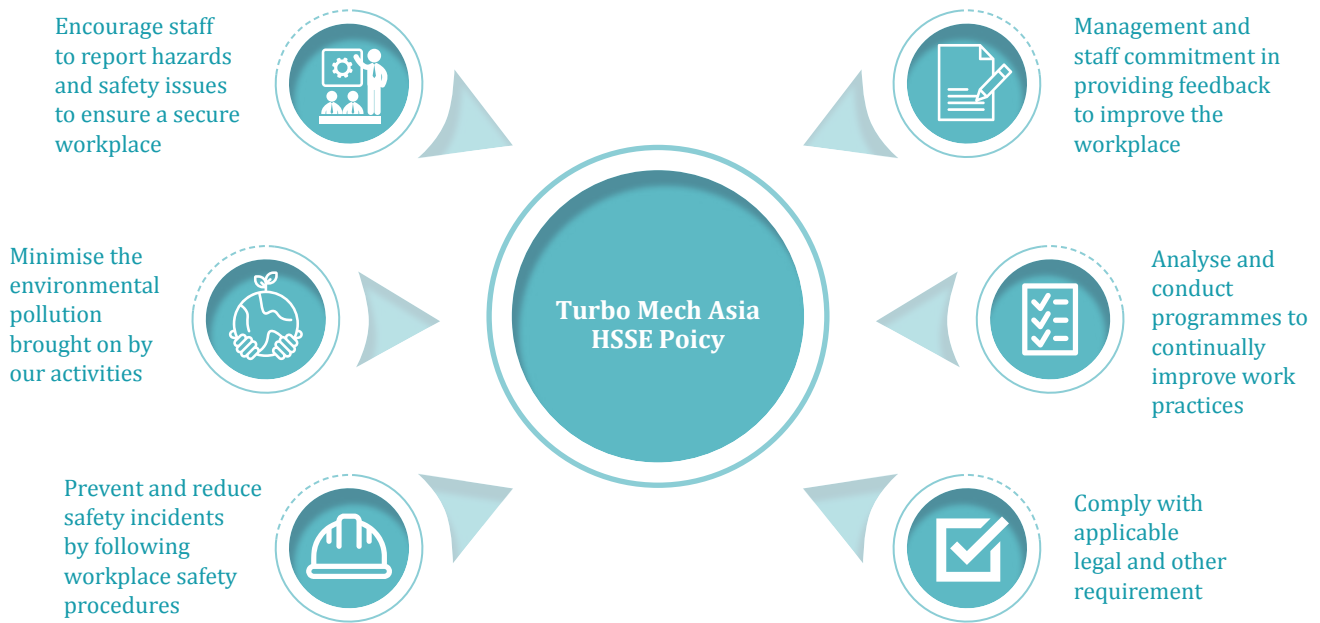 Encourage staff
to report hazards
and safety issues
to ensure a secure
workplace
Management and
staff commitment in
providing feedback
to improve the
workplace
Minimise the
environmental
pollution
brought on by
our activities
Turbo Mech Asia
HSSE Poicy
Analyse and
conduct
programmes to
continually
improve work
practices
Prevent and reduce
safety incidents
by following
workplace safety
procedures
Comply with
applicable
legal and other
requirement